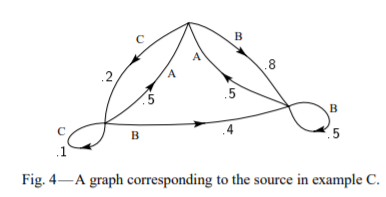 C
B
A
A
.8
.2
.5
.5
B
C
B
.4
.5
.1
Fig. 4—A graph corresponding to the source in example C.